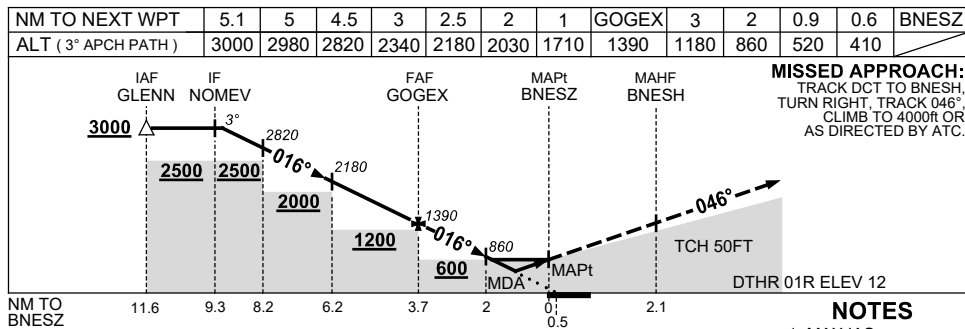 NM TO NEXT WPT 5.1 5 4.5 3 2.5 2 1 GOGEX 3 2 0.9 0.6 BNESZ
ALT ( 3° APCH PATH ) 3000 2980 2820 2340 2180 2030 1710 1390 1180 860 520 410
MISSED APPROACH:
TRACK DCT TO BNESH,
TURN RIGHT, TRACK 046°,
CLIMB TO 4000ft OR
AS DIRECTED BY ATC.
IAF IF FAF MAPt MAHF
GLENN NOMEV GOGEX BNESZ BNESH
3000 3° 2820
016° 2180
2500 2500 2000 1390
1200 016° 860
600 MDA MAPt
046°
TCH 50FT
DTHR 01R ELEV 12
NM TO
BNESZ 11.6 9.3 8.2 6.2 3.7 2 0 2.1
0.5
NOTES